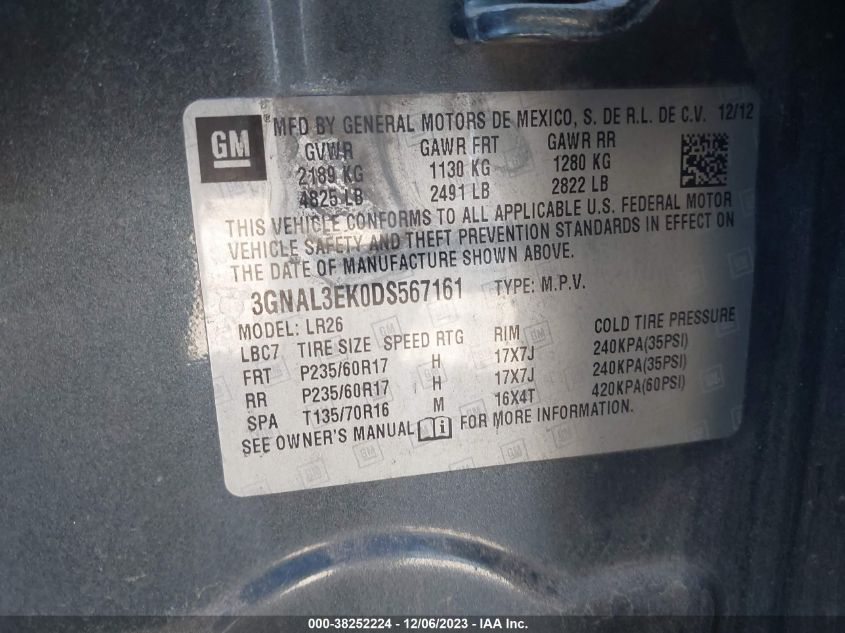 GM ® MFD BY GENERAL MOTORS DE MEXICO, S. DE R.L. DE C.V. 12/12
GVWR GAWR FRT GAWR RR
2189 KG 1130 KG 1280 KG
4825 LB 2491 LB 2822 LB
THIS VEHICLE CONFORMS TO ALL APPLICABLE U.S. FEDERAL MOTOR
VEHICLE SAFETY AND THEFT PREVENTION STANDARDS IN EFFECT ON
THE DATE OF MANUFACTURE SHOWN ABOVE.
3GNAL3EK0DS567161 TYPE: M.P.V.
MODEL: LR26
LBC7 TIRE SIZE SPEED RTG RIM COLD TIRE PRESSURE
FRT P235/60R17 H 17X7J 240KPA(35PSI)
RR P235/60R17 H 17X7J 240KPA(35PSI)
SPA T135/70R16 M 16X4T 420KPA(60PSI)
SEE OWNER'S MANUAL FOR MORE INFORMATION.
000-38252224 - 12/06/2023 - IAA Inc.